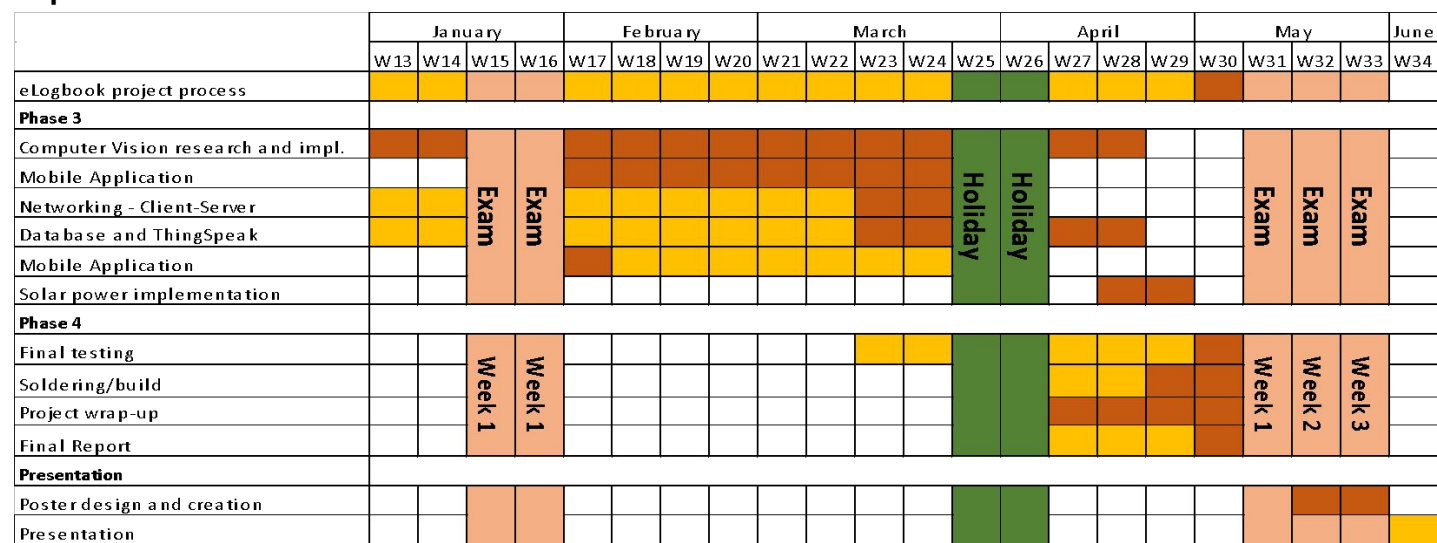 January February March April May June
W13 W14 W15 W16 W17 W18 W19 W20 W21 W22 W23 W24 W25 W26 W27 W28 W29 W30 W31 W32 W33 W34
eLogbook project process
Phase 3
Computer Vision research and impl.
Mobile Application
Networking - Client-Server
Database and ThingSpeak
Mobile Application
Solar power implementation
Exam Exam Holiday Holiday Exam Exam Exam
Phase 4
Final testing
Soldering/build
Project wrap-up
Final Report
Week 1 Week 1 Week 1 Week 2 Week 3
Presentation
Poster design and creation
Presentation